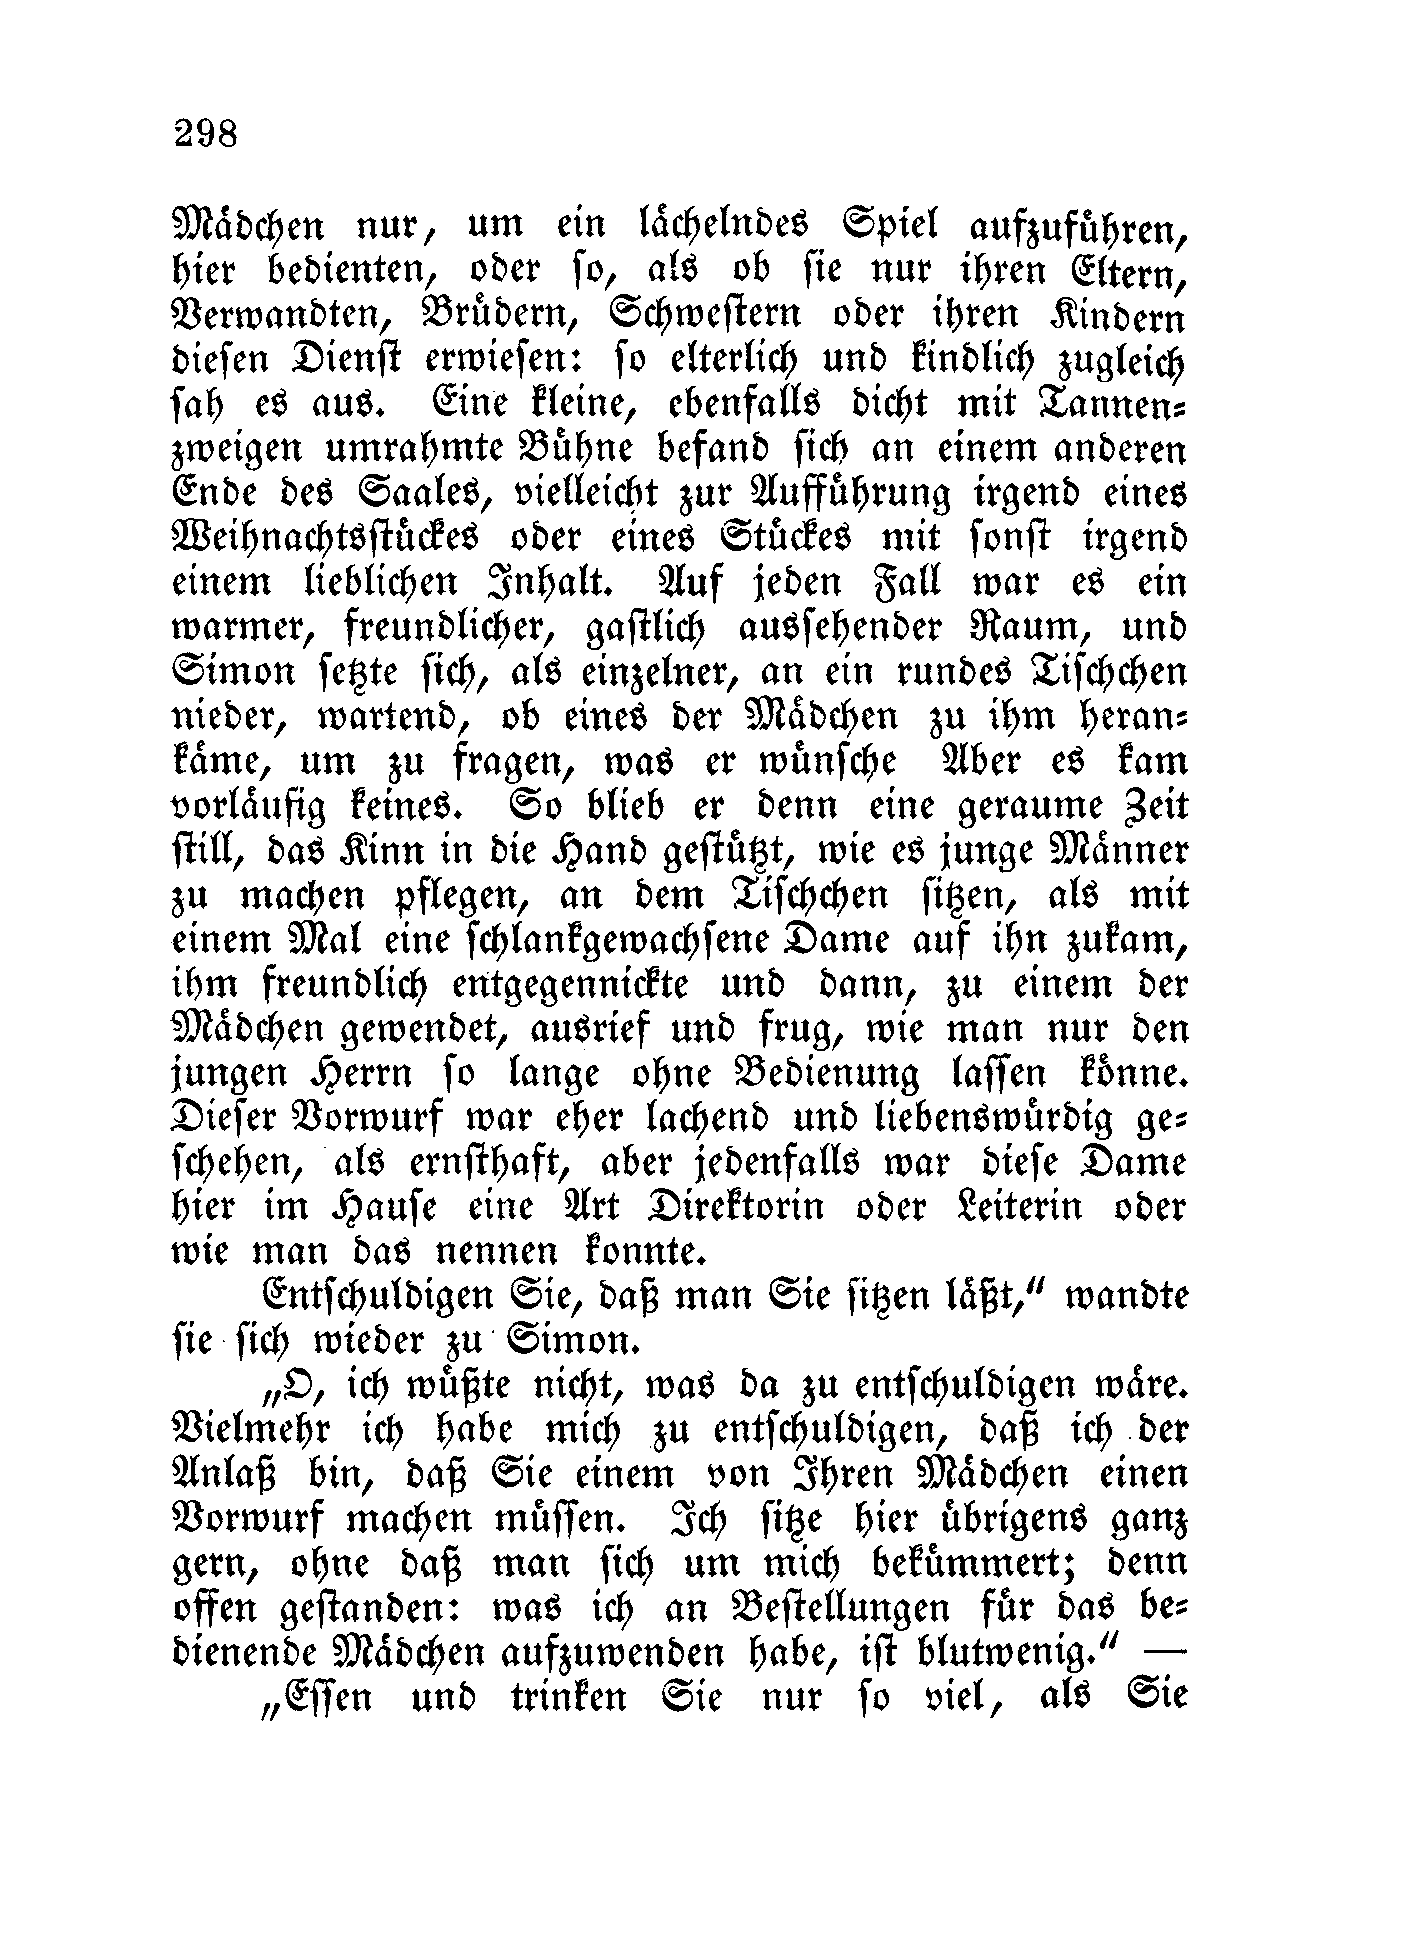 298
Mädchen nur, um ein lächelndes Spiel aufzuführen,
hier bedienten, oder so, als ob sie nur ihren Eltern,
Verwandten, Brüdern, Schwestern oder ihren Kindern
diesen Dienst erwiesen: so elterlich und kindlich zugleich
sah es aus. Eine kleine, ebenfalls dicht mit Tannen-
zweigen umrahmte Bühne befand sich an einem anderen
Ende des Saales, vielleicht zur Aufführung irgend eines
Weihnachtsstückes oder eines Stückes mit sonst irgend
einem lieblichen Inhalt. Auf jeden Fall war es ein
warmer, freundlicher, gastlich aussehender Raum, und
Simon setzte sich, als einzelner, an ein rundes Tischchen
nieder, wartend, ob eines der Mädchen zu ihm heran-
käme, um zu fragen, was er wünsche Aber es kam
vorläufig keines. So blieb er denn eine geraume Zeit
still, das Kinn in die Hand gestützt, wie es junge Männer
zu machen pflegen, an dem Tischchen sitzen, als mit
einem Mal eine schlankgewachsene Dame auf ihn zukam,
ihm freundlich entgegennickte und dann, zu einem der
Mädchen gewendet, ausrief und frug, wie man nur den
jungen Herrn so lange ohne Bedienung lassen könne.
Dieser Vorwurf war eher lachend und liebenswürdig ge-
schehen, als ernsthaft, aber jedenfalls war diese Dame
hier im Hause eine Art Direktorin oder Leiterin oder
wie man das nennen konnte.
Entschuldigen Sie, daß man Sie sitzen läßt,“ wandte
sie sich wieder zu Simon.
„O, ich wüßte nicht, was da zu entschuldigen wäre.
Vielmehr ich habe mich zu entschuldigen, daß ich der
Anlaß bin, daß Sie einem von Ihren Mädchen einen
Vorwurf machen müssen. Ich sitze hier übrigens ganz
gern, ohne daß man sich um mich bekümmert; denn
offen gestanden: was ich an Bestellungen für das be-
dienende Mädchen aufzuwenden habe, ist blutwenig.“ —
„Essen und trinken Sie nur so viel, als Sie